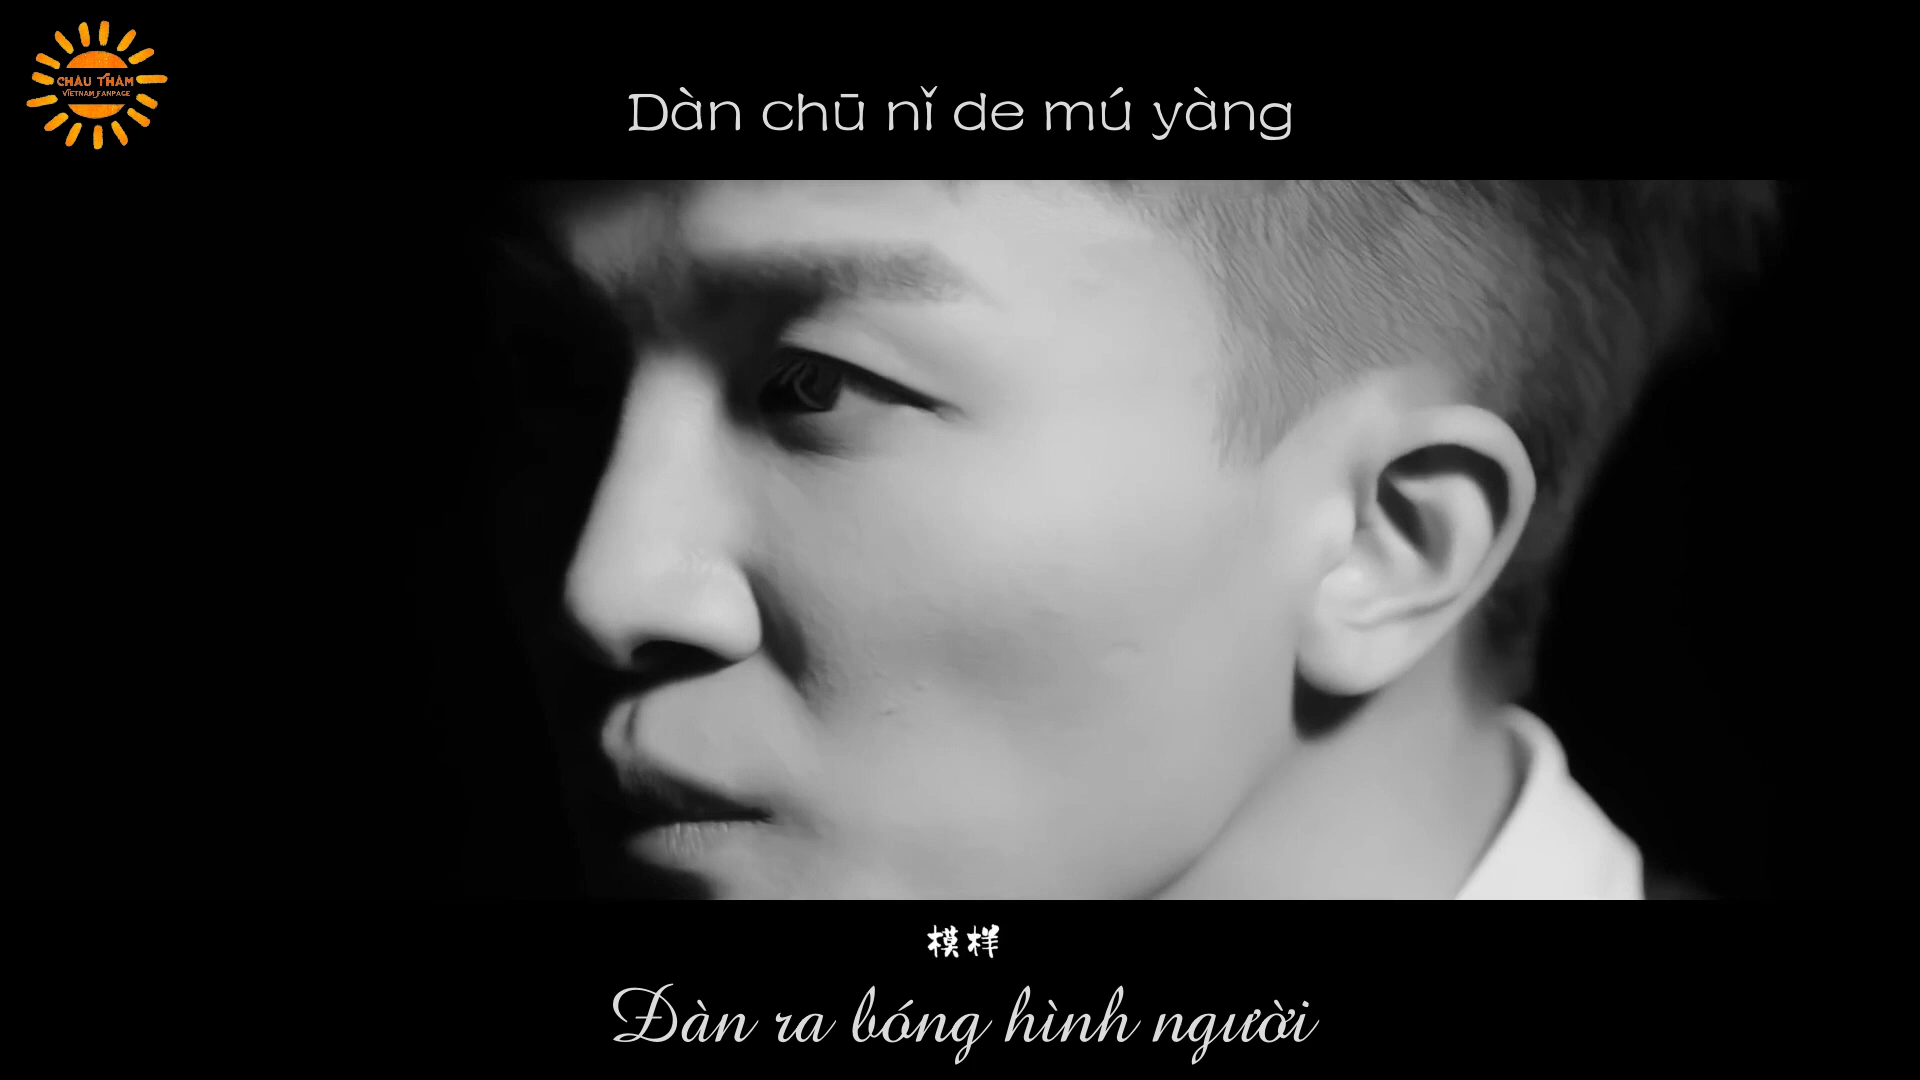 CHÂU THÂM
VIETNAM FANPAGE
Dàn chū nǐ de mú yàng
模样
Đàn ra bóng hình người